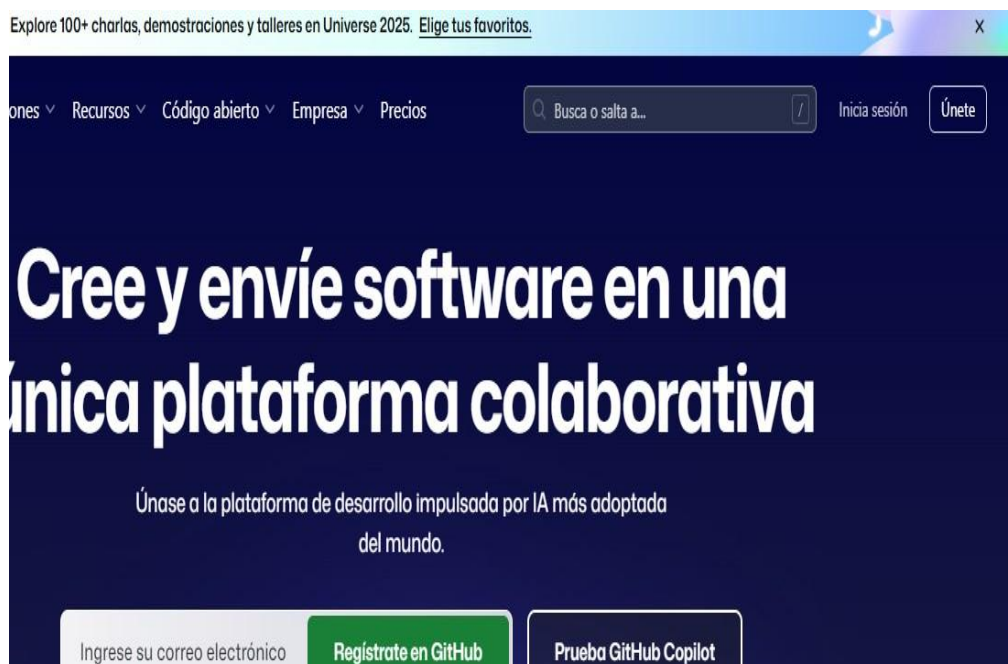 Explore 100+ charlas, demostraciones y talleres en Universe 2025. Elige tus favoritos. X
ones Recursos Código abierto Empresa Precios Busca o salta a... / Inicia sesión Únete
Cree y envíe software en una
única plataforma colaborativa
Únase a la plataforma de desarrollo impulsada por IA más adoptada
del mundo.
Ingrese su correo electrónico Regístrate en GitHub Prueba GitHub Copilot